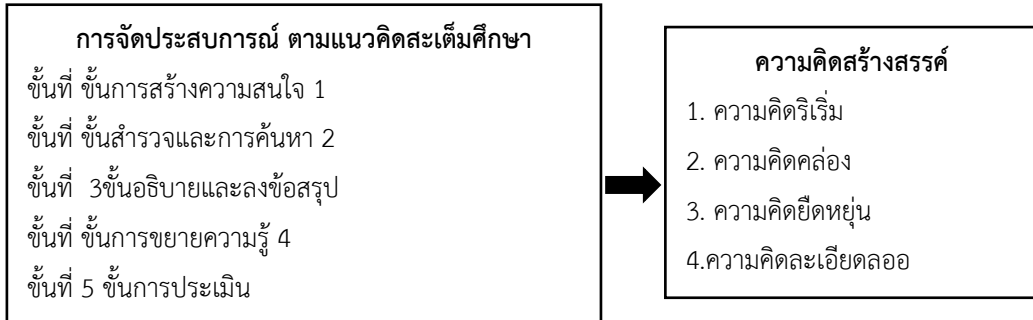 การจัดประสบการณ์ ตามแนวคิดสะเต็มศึกษา
ขั้นที่ ขั้นการสร้างความสนใจ 1
ขั้นที่ ขั้นสำรวจและการค้นหา 2
ขั้นที่ 3ขั้นอธิบายและลงข้อสรุป
ขั้นที่ ขั้นการขยายความรู้ 4
ขั้นที่ 5 ขั้นการประเมิน
ความคิดสร้างสรรค์
1. ความคิดริเริ่ม
2. ความคิดคล่อง
3. ความคิดยืดหยุ่น
4.ความคิดละเอียดลออ